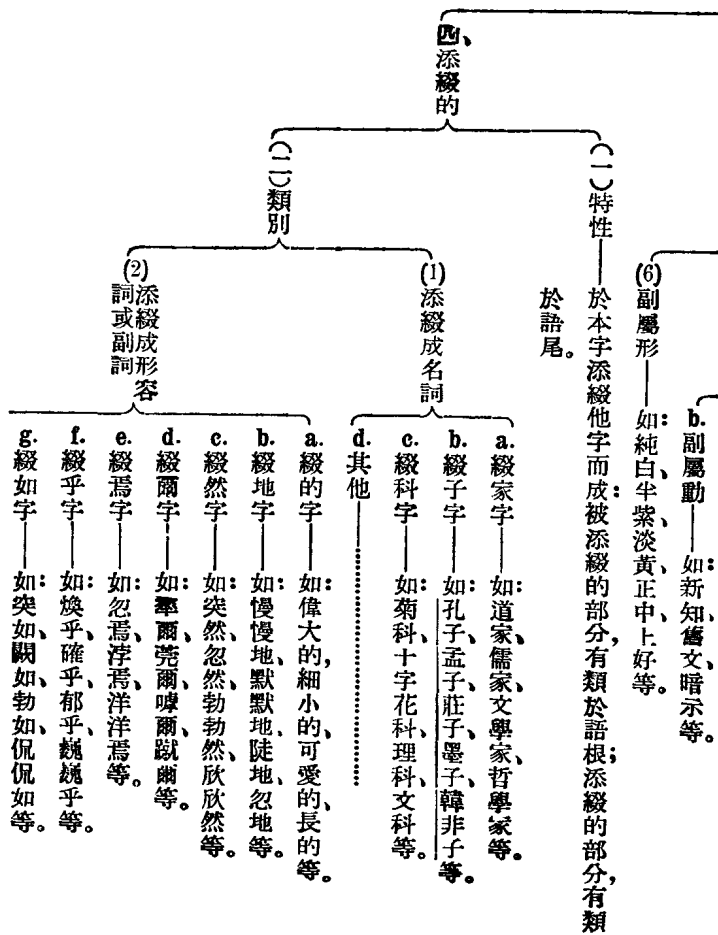 b. 副屬動——如：新知、舊文、暗示等。
(6) 副屬形——如：純白、半紫、淡黃、正中、上好等。
四、添綴的
(一)特性——於本字添綴他字而成：被添綴的部分，有類於語根；添綴的部分，有類
於語尾。
(二)類別
(1) 添綴成名詞
a. 綴家字——如：道家、儒家、文學家、哲學家等。
b. 綴子字——如：孔子、孟子、莊子、墨子、韓非子等。
c. 綴科字——如：菊科、十字花科、理科、文科等。
d. 其他………………
(2) 添綴成形容
詞或副詞
a. 綴的字——如：偉大的，細小的、可愛的、長的等。
b. 綴地字——如：慢慢地、默默地、陡地、忽地等。
c. 綴然字——如：突然、忽然、勃勃然、欣欣然等。
d. 綴爾字——如：率爾、莞爾、嘑爾、蹴爾等。
e. 綴焉字——如：忽焉、浡焉、洋洋焉等。
f. 綴乎字——如：煥乎、確乎、郁乎、巍巍乎等。
g. 綴如字——如：突如、闕如、勃如、侃侃如等。